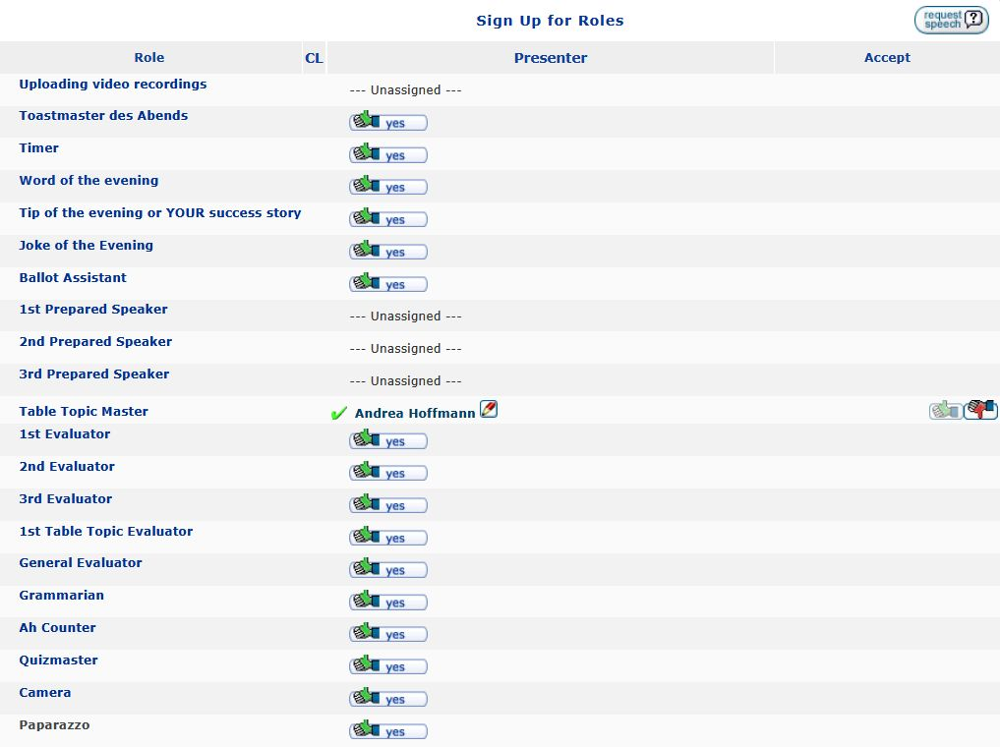 Sign Up for Roles
request
speech ?
Role CL Presenter Accept
Uploading video recordings --- Unassigned ---
Toastmaster des Abends yes
Timer yes
Word of the evening yes
Tip of the evening or YOUR success story yes
Joke of the Evening yes
Ballot Assistant yes
1st Prepared Speaker --- Unassigned ---
2nd Prepared Speaker --- Unassigned ---
3rd Prepared Speaker --- Unassigned ---
Table Topic Master Andrea Hoffmann
1st Evaluator yes
2nd Evaluator yes
3rd Evaluator yes
1st Table Topic Evaluator yes
General Evaluator yes
Grammarian yes
Ah Counter yes
Quizmaster yes
Camera yes
Paparazzo yes